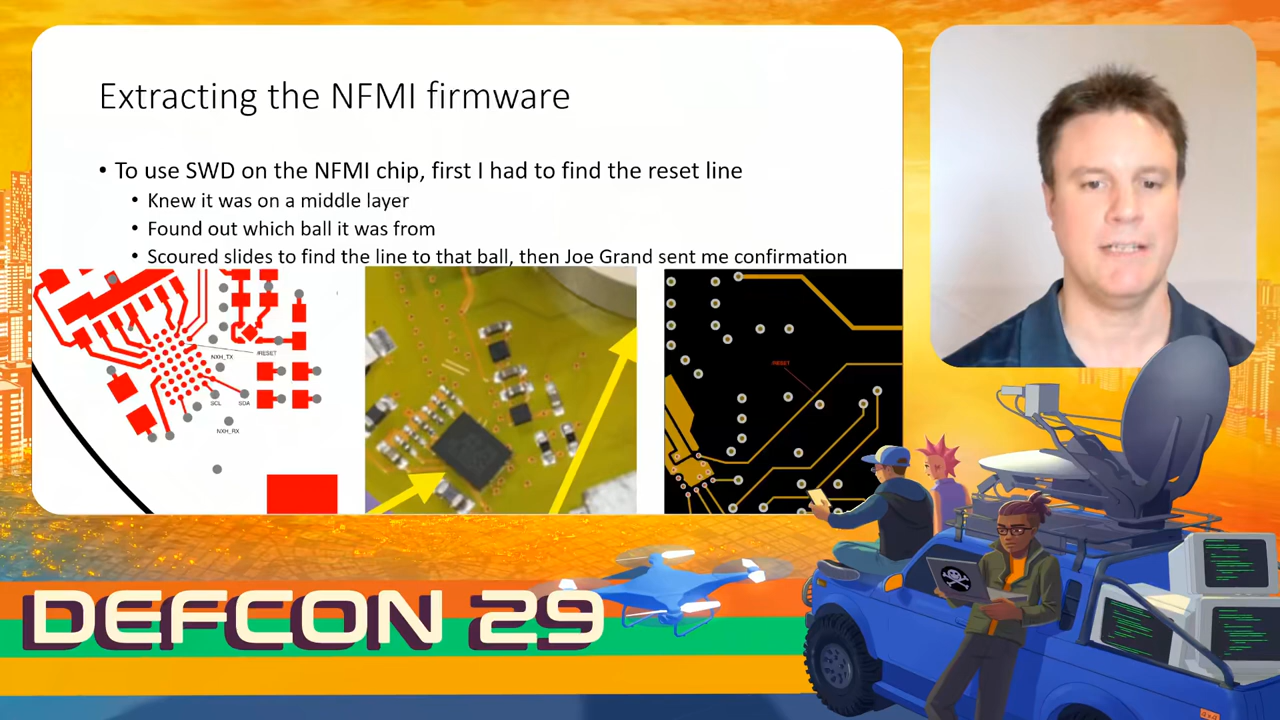 Extracting the NFMI firmware
• To use SWD on the NFMI chip, first I had to find the reset line
• Knew it was on a middle layer
• Found out which ball it was from
• Scoured slides to find the line to that ball, then Joe Grand sent me confirmation
#RESET
NXH_TX
SCL
SDA
NXH_RX
#RESET
DEFCON 29